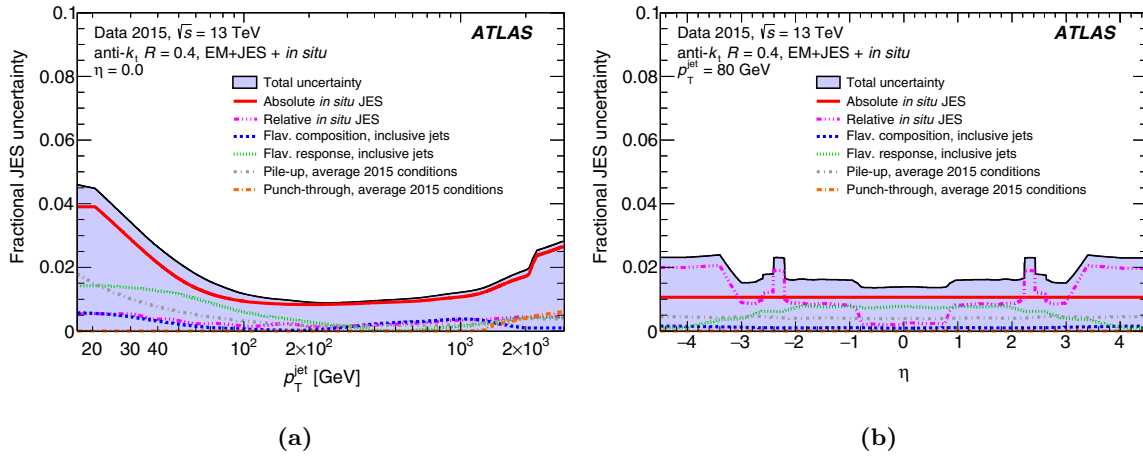 Data 2015, √s = 13 TeV
ATLAS
anti-kₜ R = 0.4, EM+JES + in situ
η = 0.0
Total uncertainty
Absolute in situ JES
Relative in situ JES
Flav. composition, inclusive jets
Flav. response, inclusive jets
Pile-up, average 2015 conditions
Punch-through, average 2015 conditions
Fractional JES uncertainty
0.1
0.08
0.06
0.04
0.02
0
20 30 40 10² 2×10² 10³ 2×10³
p_T^jet [GeV]
(a)
Data 2015, √s = 13 TeV
ATLAS
anti-kₜ R = 0.4, EM+JES + in situ
p_T^jet = 80 GeV
Total uncertainty
Absolute in situ JES
Relative in situ JES
Flav. composition, inclusive jets
Flav. response, inclusive jets
Pile-up, average 2015 conditions
Punch-through, average 2015 conditions
Fractional JES uncertainty
0.1
0.08
0.06
0.04
0.02
0
−4 −3 −2 −1 0 1 2 3 4
η
(b)